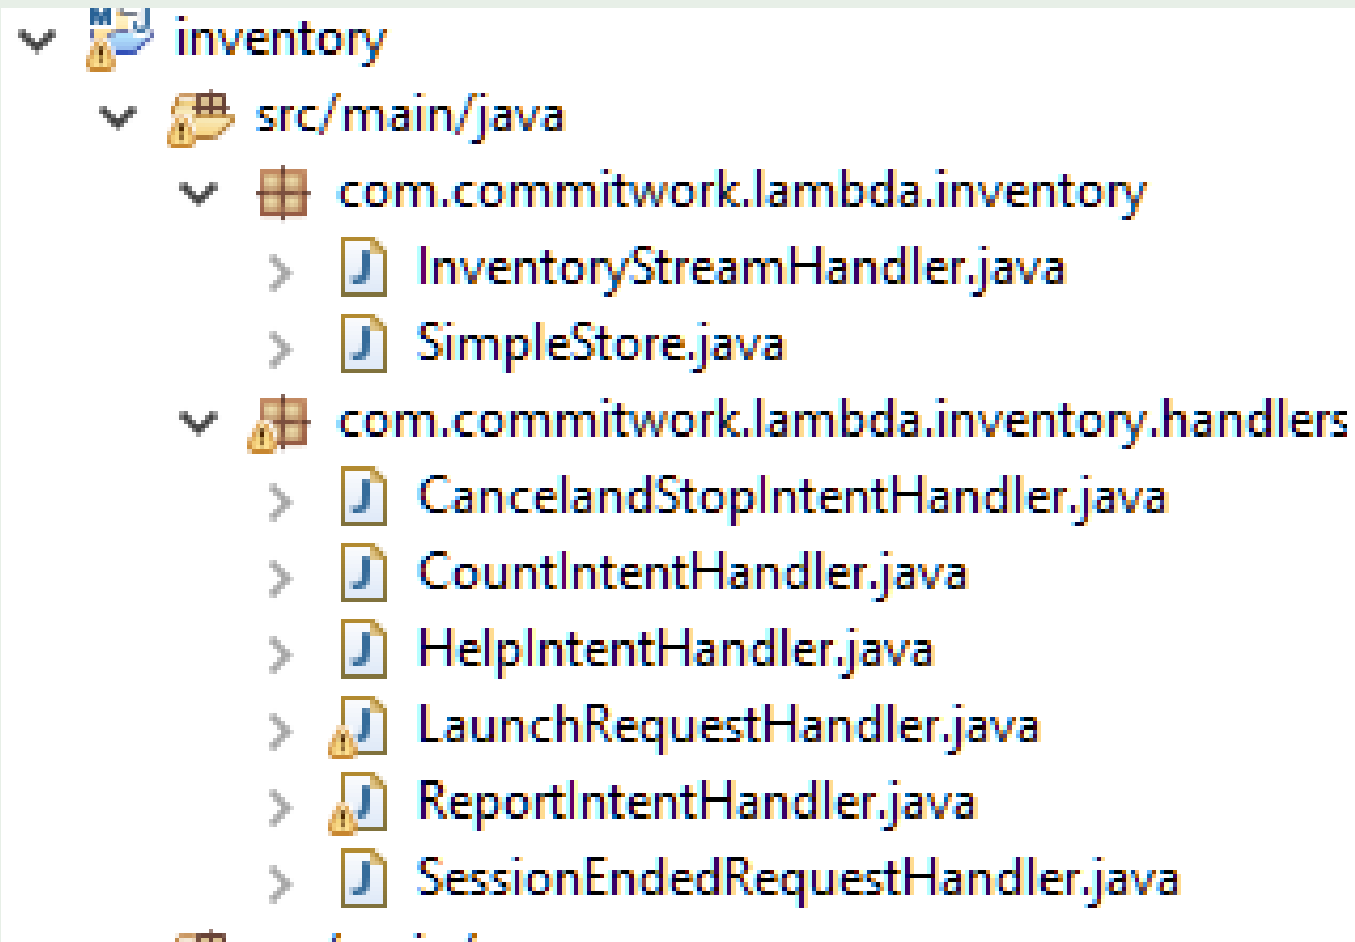 inventory
src/main/java
com.commitwork.lambda.inventory
InventoryStreamHandler.java
SimpleStore.java
com.commitwork.lambda.inventory.handlers
CancelandStopIntentHandler.java
CountIntentHandler.java
HelpIntentHandler.java
LaunchRequestHandler.java
ReportIntentHandler.java
SessionEndedRequestHandler.java